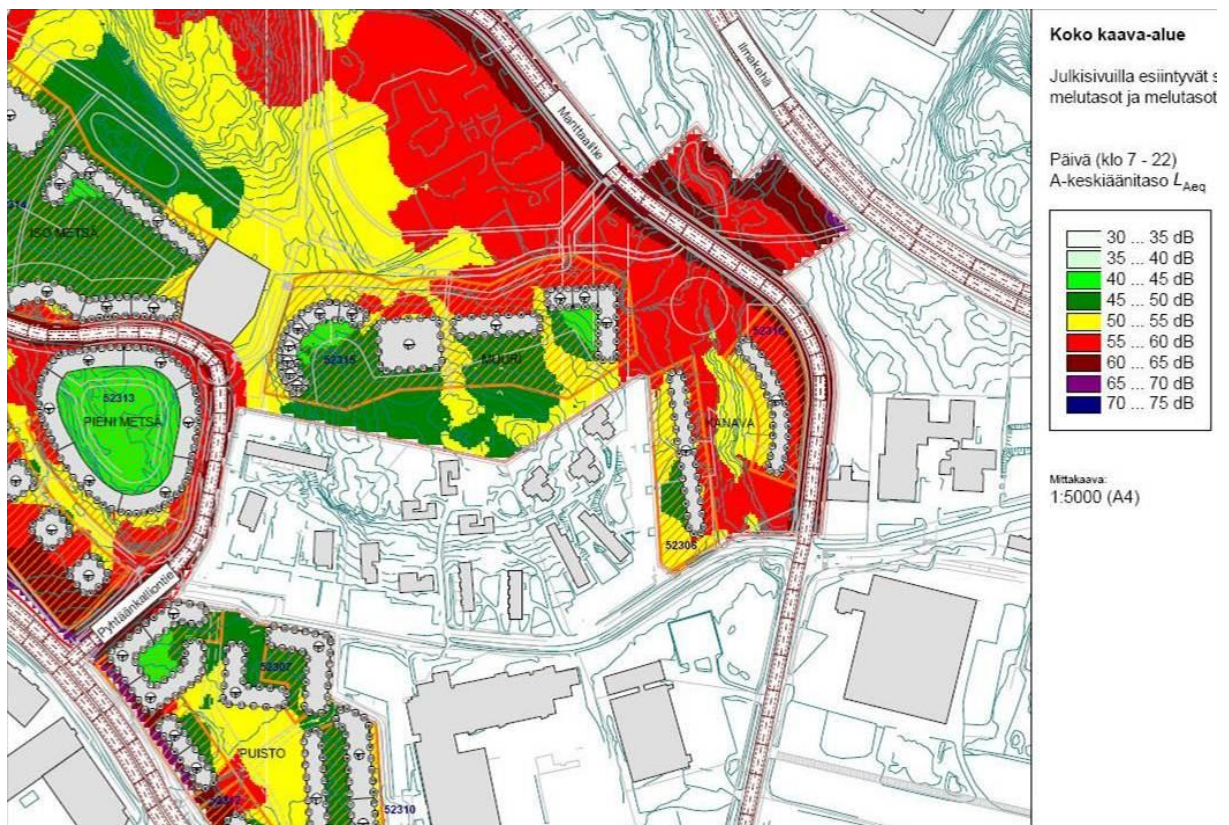 Koko kaava-alue
Julkisivuilla esiintyvät s
melutasot ja melutasot
Päivä (klo 7 - 22)
A-keskiäänitaso LAeq
30 ... 35 dB
35 ... 40 dB
40 ... 45 dB
45 ... 50 dB
50 ... 55 dB
55 ... 60 dB
60 ... 65 dB
65 ... 70 dB
70 ... 75 dB
Mittakaava:
1:5000 (A4)
Ilmakehä
Manttaalitie
ISO METSÄ
52315
MUURI
52313
PIENI METSÄ
KANAVA
52306
Pyhtäänkalliontie
52307
PUISTO
52310